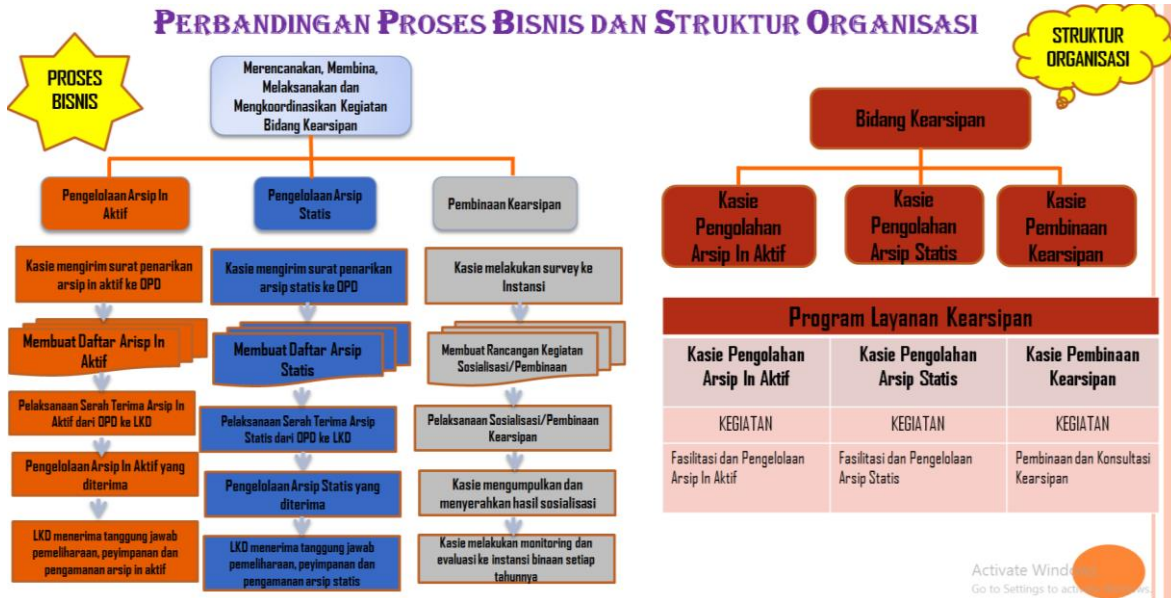 PERBANDINGAN PROSES BISNIS DAN STRUKTUR ORGANISASI
PROSES
BISNIS
Merencanakan, Membina,
Melaksanakan dan
Mengkoordinasikan Kegiatan
Bidang Kearsipan
Pengelolaan Arsip In
Aktif
Kasie mengirim surat penarikan
arsip in aktif ke OPD
Membuat Daftar Arisp In
Aktif
Pelaksanaan Serah Terima Arsip In
Aktif dari OPD ke LKD
Pengelolaan Arsip In Aktif yang
diterima
LKD menerima tanggung jawab
pemeliharaan, peyimpanan dan
pengamanan arsip in aktif
Pengelolaan Arsip
Statis
Kasie mengirim surat penarikan
arsip statis ke OPD
Membuat Daftar Arsip
Statis
Pelaksanaan Serah Terima Arsip
Statis dari OPD ke LKD
Pengelolaan Arsip Statis yang
diterima
LKD menerima tanggung jawab
pemeliharaan, peyimpanan dan
pengamanan arsip statis
Pembinaan Kearsipan
Kasie melakukan survey ke
Instansi
Membuat Rancangan Kegiatan
Sosialisasi/Pembinaan
Pelaksanaan Sosialisasi/Pembinaan
Kearsipan
Kasie mengumpulkan dan
menyerahkan hasil sosialisasi
Kasie melakukan monitoring dan
evaluasi ke instansi binaan setiap
tahunnya
STRUKTUR
ORGANISASI
Bidang Kearsipan
Kasie
Pengolahan
Arsip In Aktif
Kasie
Pengolahan
Arsip Statis
Kasie
Pembinaan
Kearsipan
Program Layanan Kearsipan
Kasie Pengolahan
Arsip In Aktif
Kasie Pengolahan
Arsip Statis
Kasie Pembinaan
Kearsipan
KEGIATAN
KEGIATAN
KEGIATAN
Fasilitasi dan Pengelolaan
Arsip In Aktif
Fasilitasi dan Pengelolaan
Arsip Statis
Pembinaan dan Konsultasi
Kearsipan
Activate Windows
Go to Settings to activate Windows.